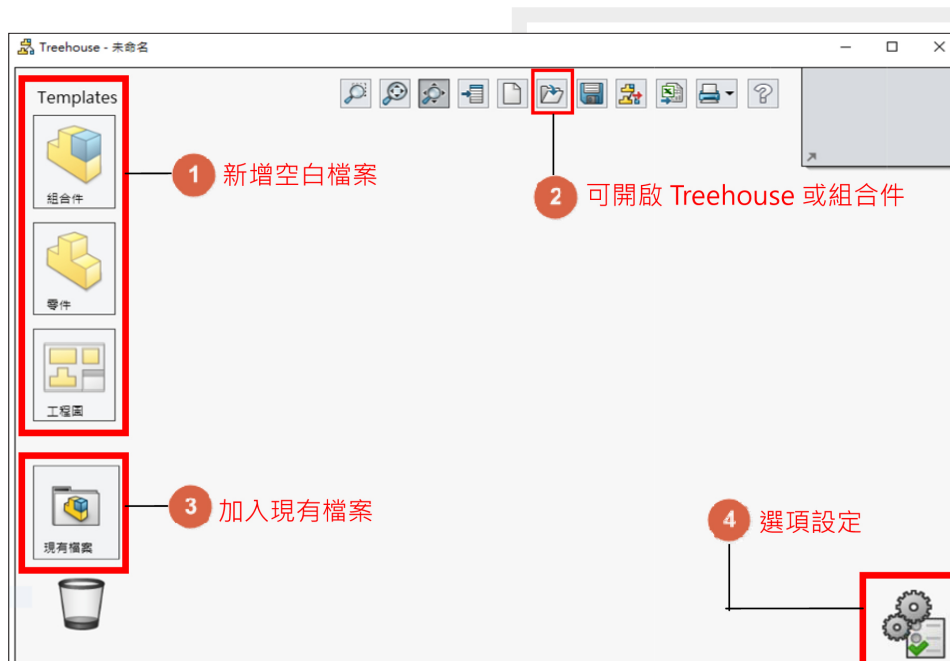 Treehouse - 未命名
Templates
組合件
1 新增空白檔案
2 可開啟 Treehouse 或組合件
零件
工程圖
現有檔案
3 加入現有檔案
4 選項設定